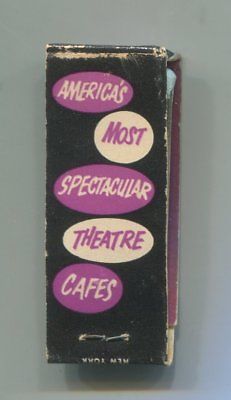 AMERICA'S
MOST
SPECTACULAR
THEATRE
CAFES
NEW YORK